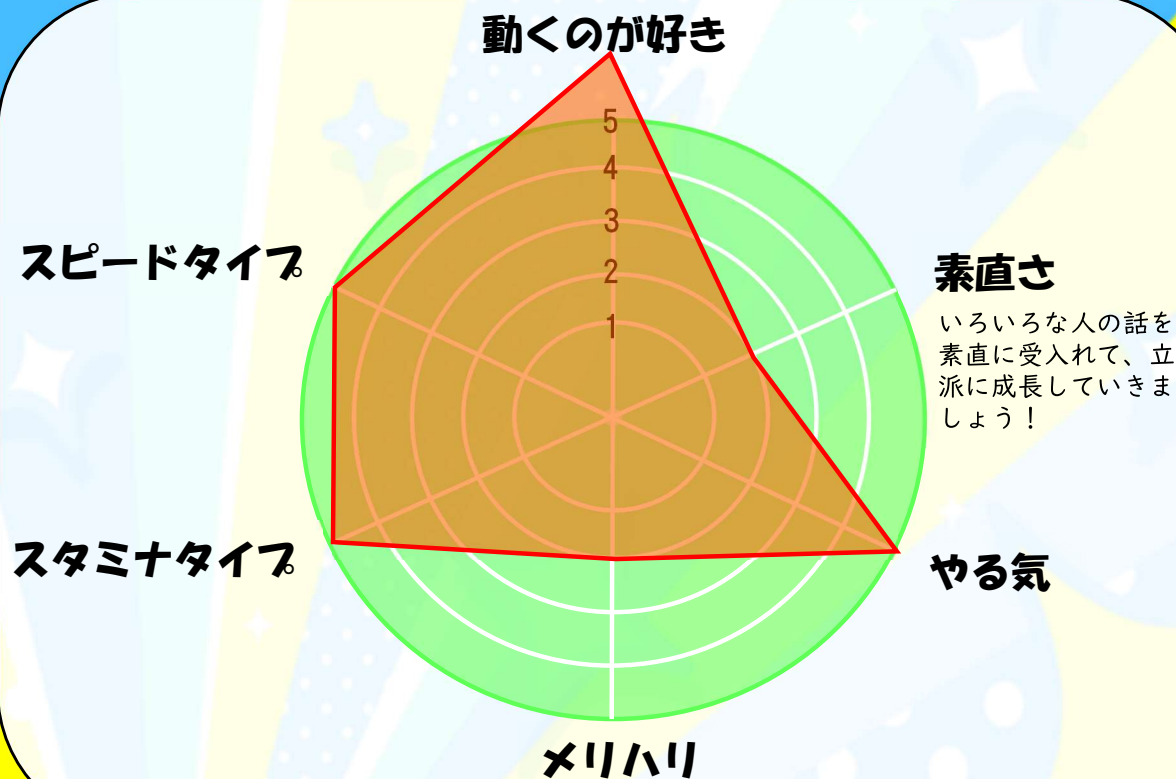 動くのが好き
5
4
3
2
1
スピードタイプ
素直さ
いろいろな人の話を
素直に受入れて、立
派に成長していきま
しょう！
スタミナタイプ
やる気
メリハリ